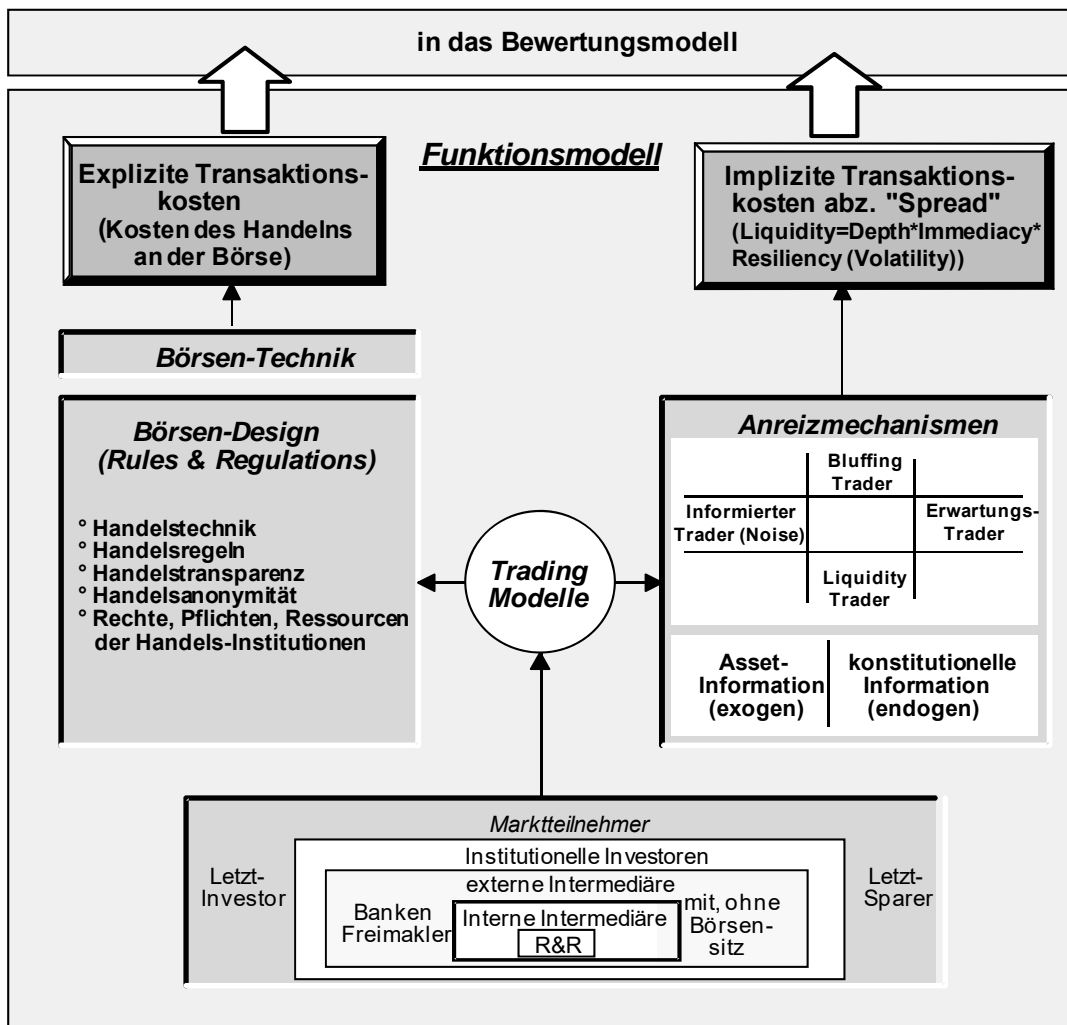 in das Bewertungsmodell
Funktionsmodell
Explizite Transaktions-
kosten
(Kosten des Handelns
an der Börse)
Implizite Transaktions-
kosten abz. "Spread"
(Liquidity=Depth*Immediacy*
Resiliency (Volatility))
Börsen-Technik
Börsen-Design
(Rules & Regulations)
° Handelstechnik
° Handelsregeln
° Handelstransparenz
° Handelsanonymität
° Rechte, Pflichten, Ressourcen
der Handels-Institutionen
Trading
Modelle
Anreizmechanismen
Bluffing
Trader
Informierter
Trader (Noise)
Erwartungs-
Trader
Liquidity
Trader
Asset-
Information
(exogen)
konstitutionelle
Information
(endogen)
Marktteilnehmer
Institutionelle Investoren
Letzt-
Investor
externe Intermediäre
Banken
Freimakler
Interne Intermediäre
R&R
mit, ohne
Börsen-
sitz
Letzt-
Sparer